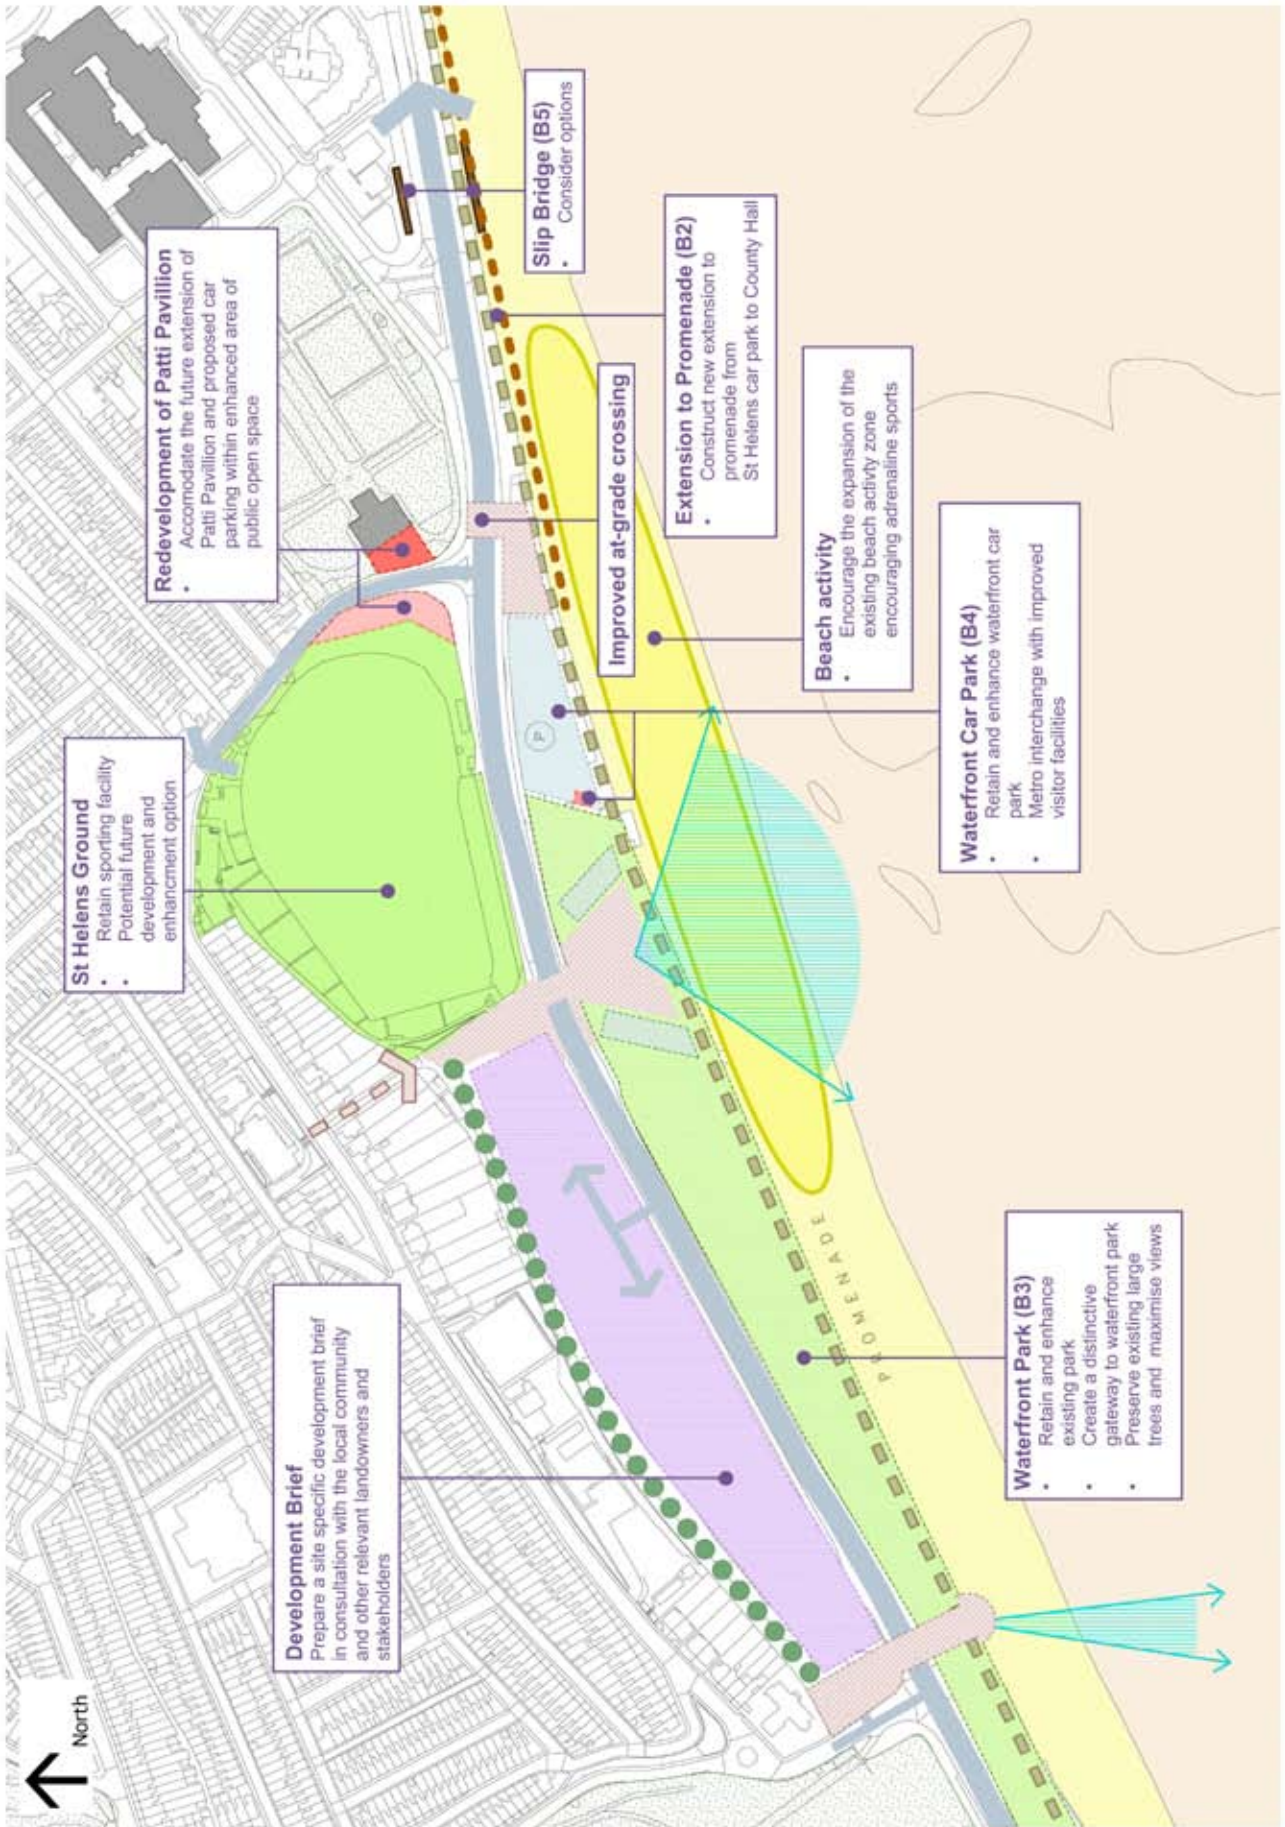 North
Development Brief
Prepare a site specific development brief
in consultation with the local community
and other relevant landowners and
stakeholders
St Helens Ground
• Retain sporting facility
• Potential future
development and
enhancment option
Redevelopment of Patti Pavillion
• Accomodate the future extension of
Patti Pavillion and proposed car
parking within enhanced area of
public open space
Slip Bridge (B5)
• Consider options
Extension to Promenade (B2)
• Construct new extension to
promenade from
St Helens car park to County Hall
Improved at-grade crossing
Beach activity
• Encourage the expansion of the
existing beach activty zone
encouraging adrenaline sports
Waterfront Car Park (B4)
• Retain and enhance waterfront car
park
• Metro interchange with improved
visitor facilities
P
PROMENADE
Waterfront Park (B3)
• Retain and enhance
existing park
• Create a distinctive
gateway to waterfront park
• Preserve existing large
trees and maximise views